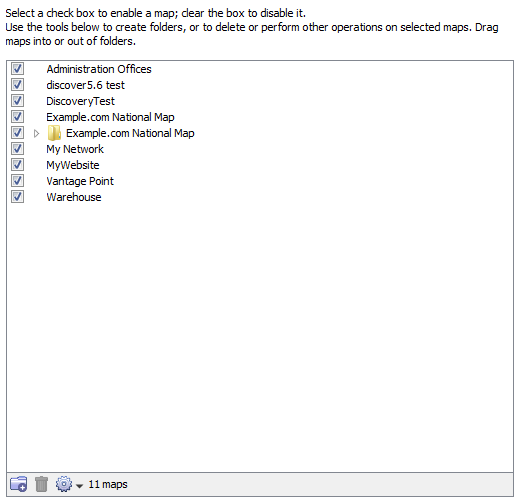 Select a check box to enable a map; clear the box to disable it.
Use the tools below to create folders, or to delete or perform other operations on selected maps. Drag
maps into or out of folders.
Administration Offices
discover5.6 test
DiscoveryTest
Example.com National Map
Example.com National Map
My Network
MyWebsite
Vantage Point
Warehouse
11 maps